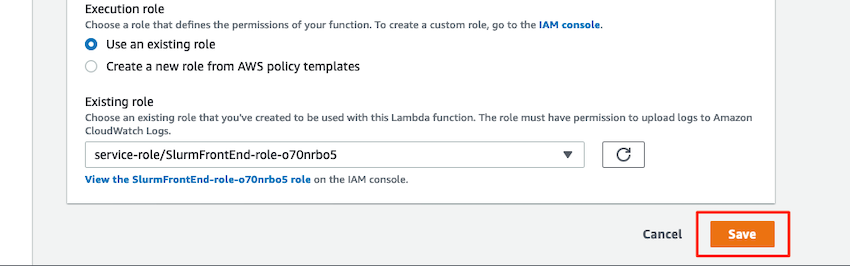 Execution role
Choose a role that defines the permissions of your function. To create a custom role, go to the IAM console.
Use an existing role
Create a new role from AWS policy templates
Existing role
Choose an existing role that you've created to be used with this Lambda function. The role must have permission to upload logs to Amazon
CloudWatch Logs.
service-role/SlurmFrontEnd-role-o70nrbo5
View the SlurmFrontEnd-role-o70nrbo5 role on the IAM console.
Cancel Save